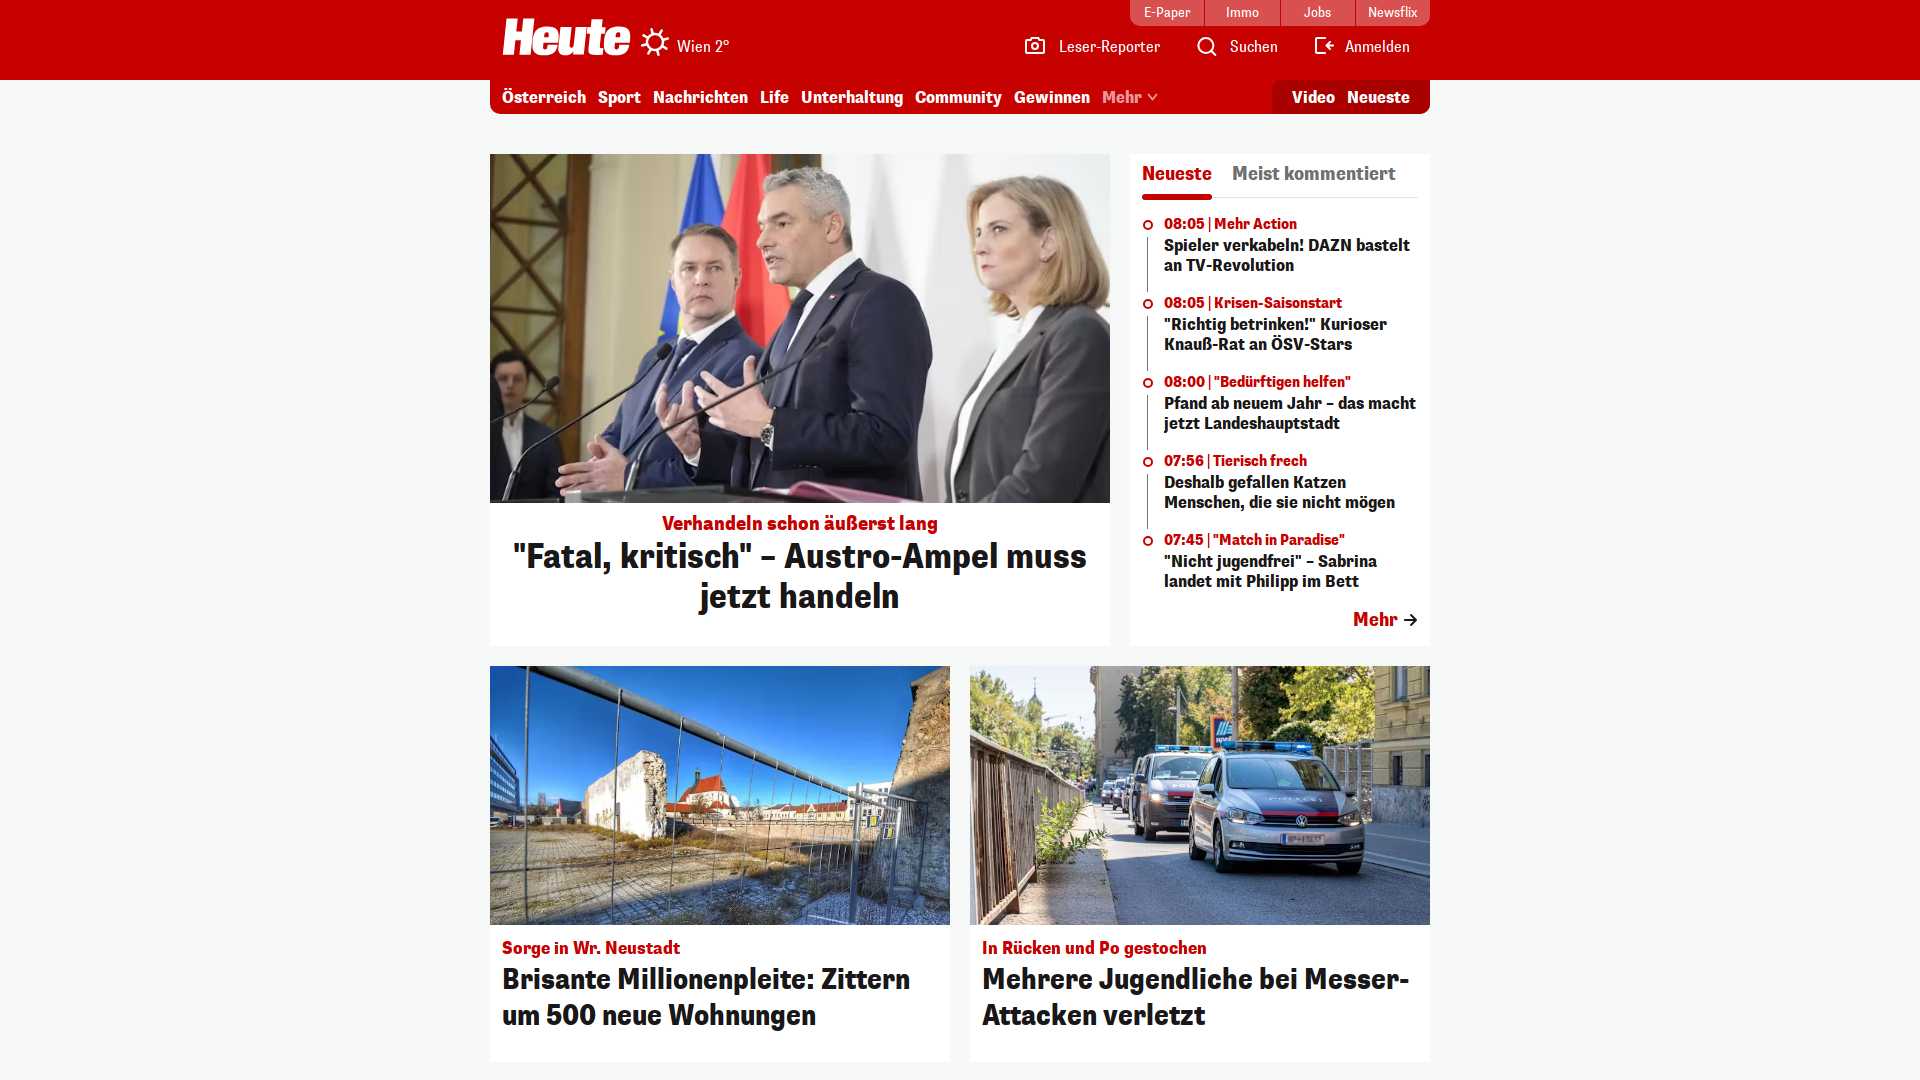 E-Paper
Immo
Jobs
Newsflix
Heute
Wien 2°
Leser-Reporter
Suchen
Anmelden
Österreich
Sport
Nachrichten
Life
Unterhaltung
Community
Gewinnen
Mehr
Video
Neueste
Verhandeln schon äußerst lang
"Fatal, kritisch" – Austro-Ampel muss
jetzt handeln
Neueste
Meist kommentiert
08:05 | Mehr Action
Spieler verkabeln! DAZN bastelt
an TV-Revolution
08:05 | Krisen-Saisonstart
"Richtig betrinken!" Kurioser
Knauß-Rat an ÖSV-Stars
08:00 | "Bedürftigen helfen"
Pfand ab neuem Jahr – das macht
jetzt Landeshauptstadt
07:56 | Tierisch frech
Deshalb gefallen Katzen
Menschen, die sie nicht mögen
07:45 | "Match in Paradise"
"Nicht jugendfrei" – Sabrina
landet mit Philipp im Bett
Mehr
Sorge in Wr. Neustadt
Brisante Millionenpleite: Zittern
um 500 neue Wohnungen
In Rücken und Po gestochen
Mehrere Jugendliche bei Messer-
Attacken verletzt